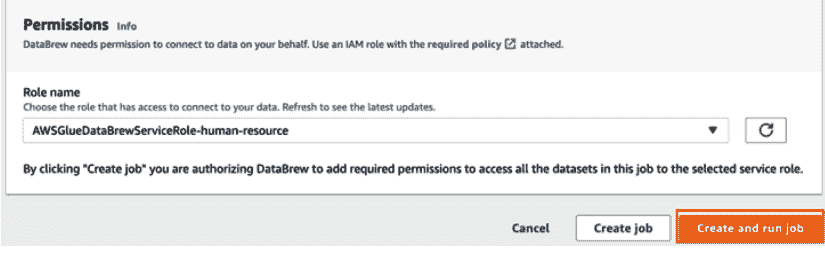 Permissions Info
DataBrew needs permission to connect to data on your behalf. Use an IAM role with the required policy attached.
Role name
Choose the role that has access to connect to your data. Refresh to see the latest updates.
AWSGlueDataBrewServiceRole-human-resource
By clicking "Create job" you are authorizing DataBrew to add required permissions to access all the datasets in this job to the selected service role.
Cancel Create job Create and run job